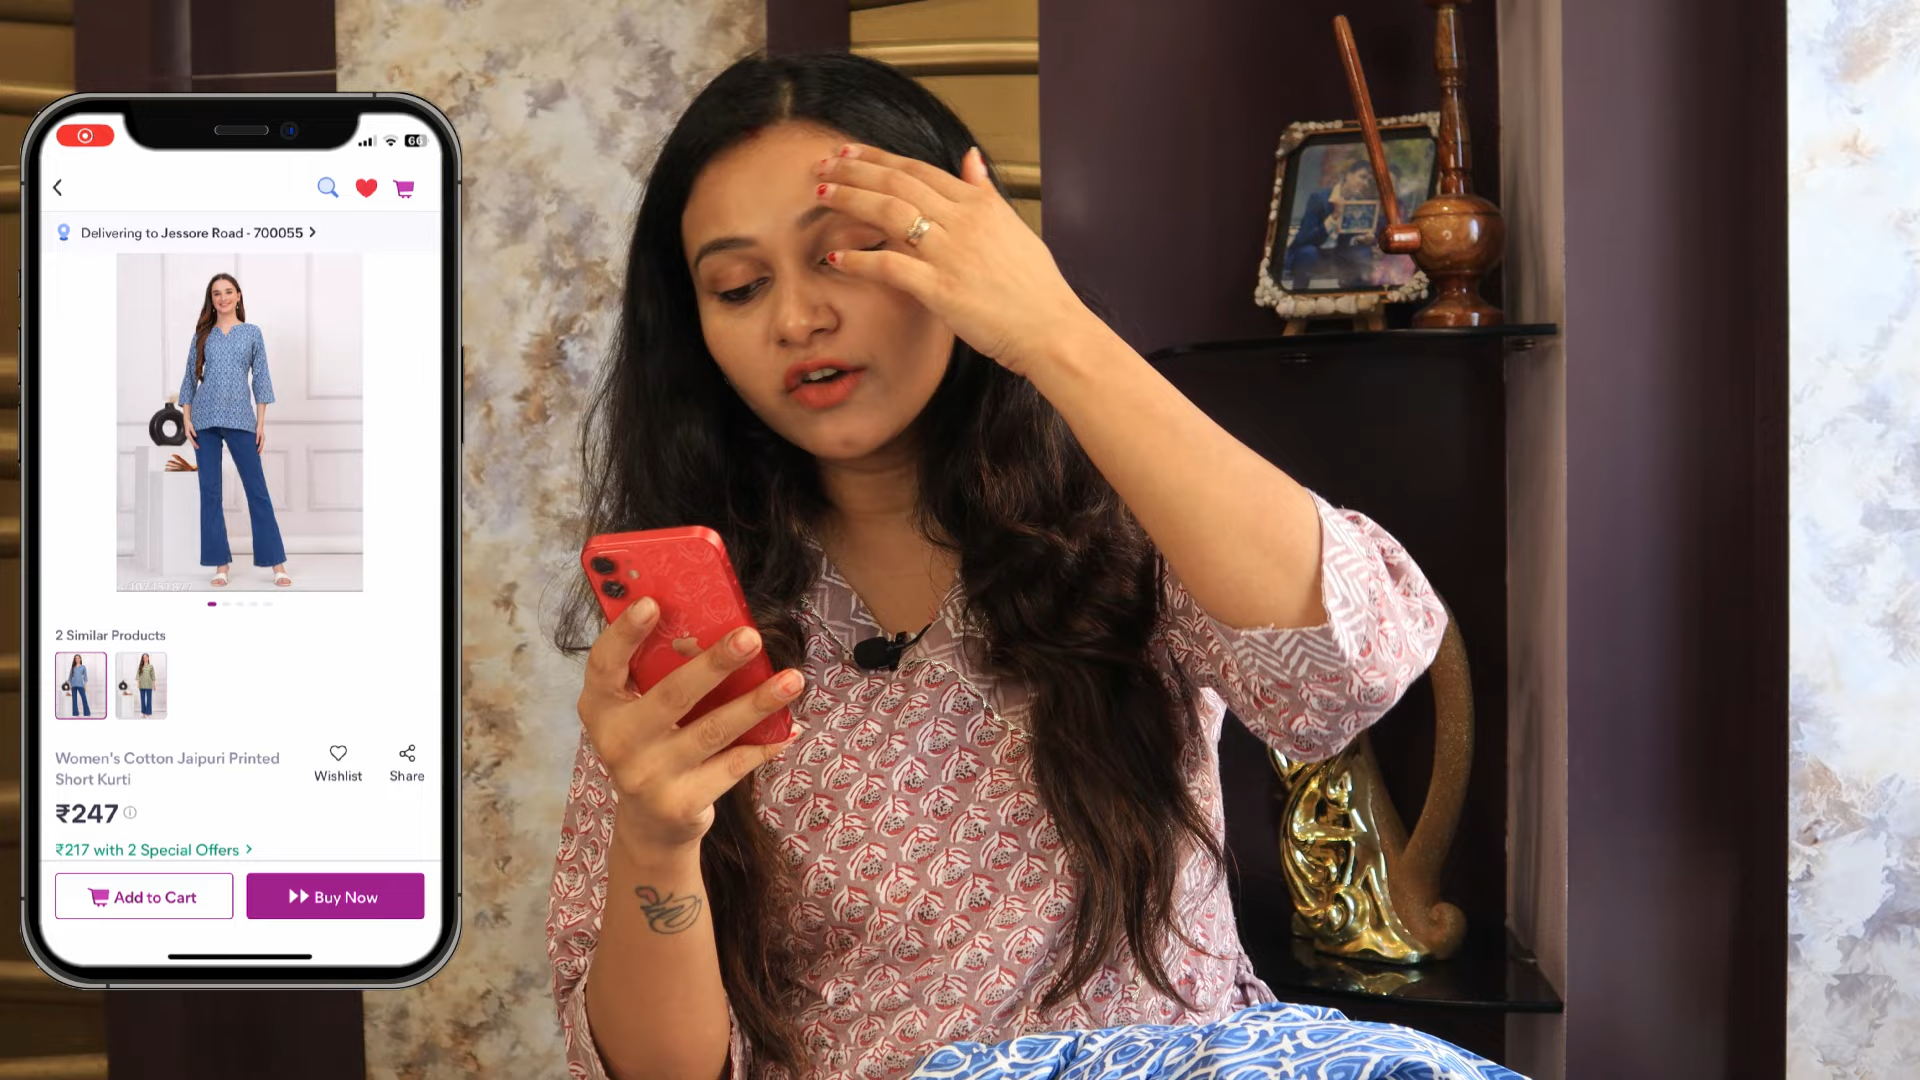 66
Delivering to Jessore Road - 700055
2 Similar Products
Women's Cotton Jaipuri Printed
Short Kurti
Wishlist
Share
₹247
₹217 with 2 Special Offers
Add to Cart
Buy Now